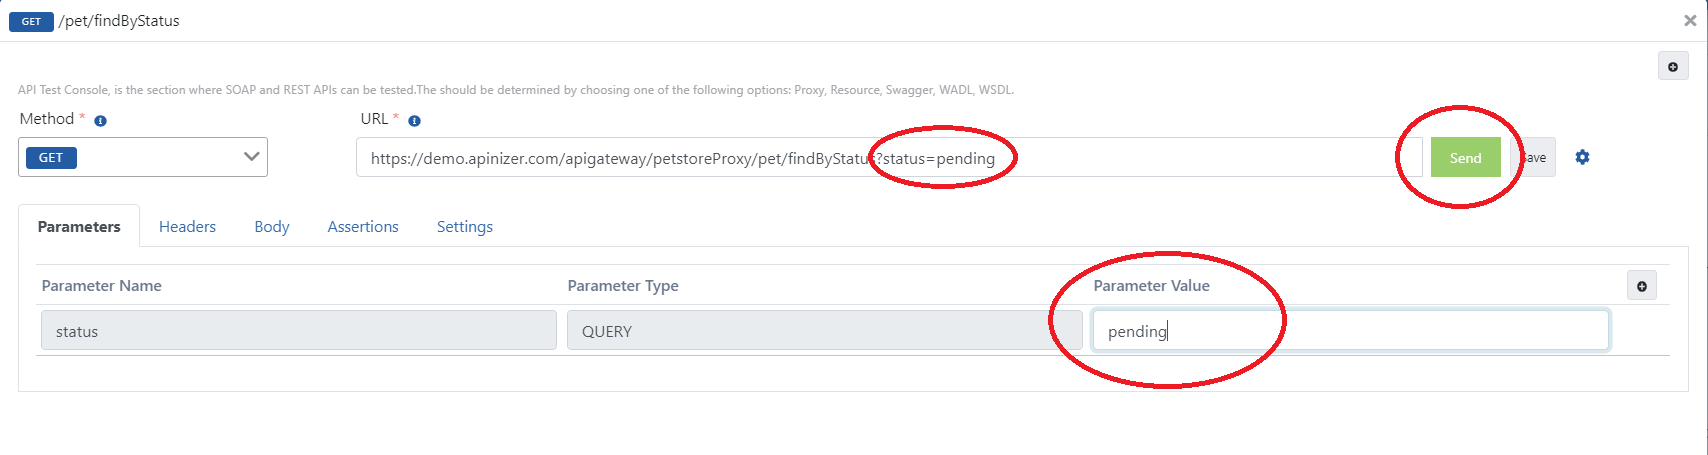 GET /pet/findByStatus
API Test Console, is the section where SOAP and REST APIs can be tested.The should be determined by choosing one of the following options: Proxy, Resource, Swagger, WADL, WSDL.
Method * URL *
GET https://demo.apinizer.com/apigateway/petstoreProxy/pet/findByStatus?status=pending Send Save
Parameters Headers Body Assertions Settings
Parameter Name Parameter Type Parameter Value
status QUERY pending